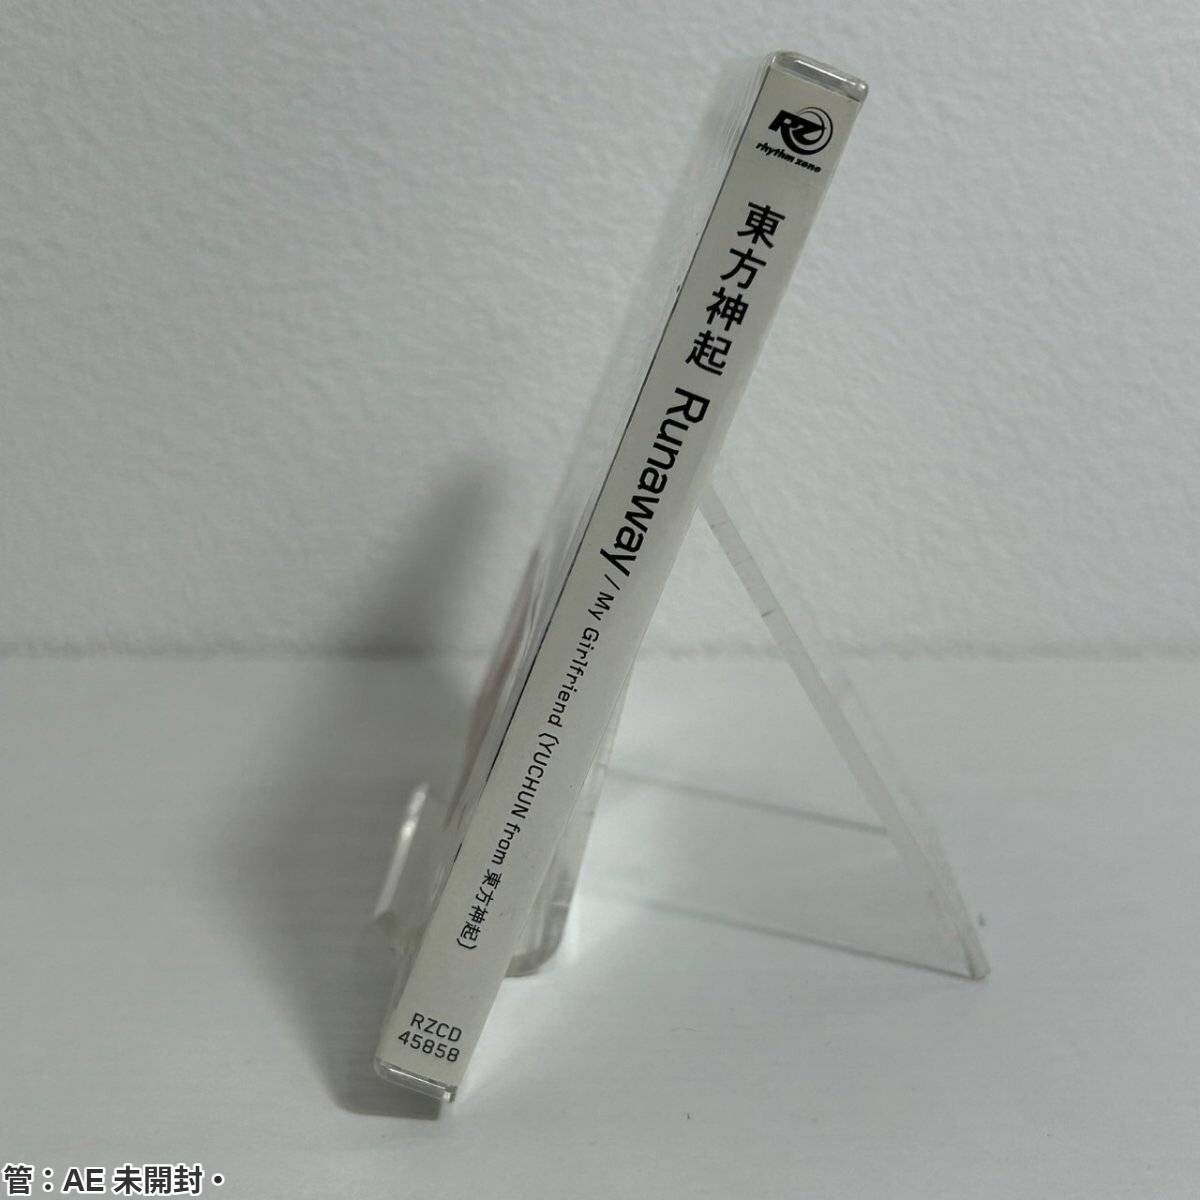 RZ
rhythm zone
東方神起 Runaway / My Girlfriend (YUCHUN from 東方神起)
RZCD
45858
管：AE 未開封・